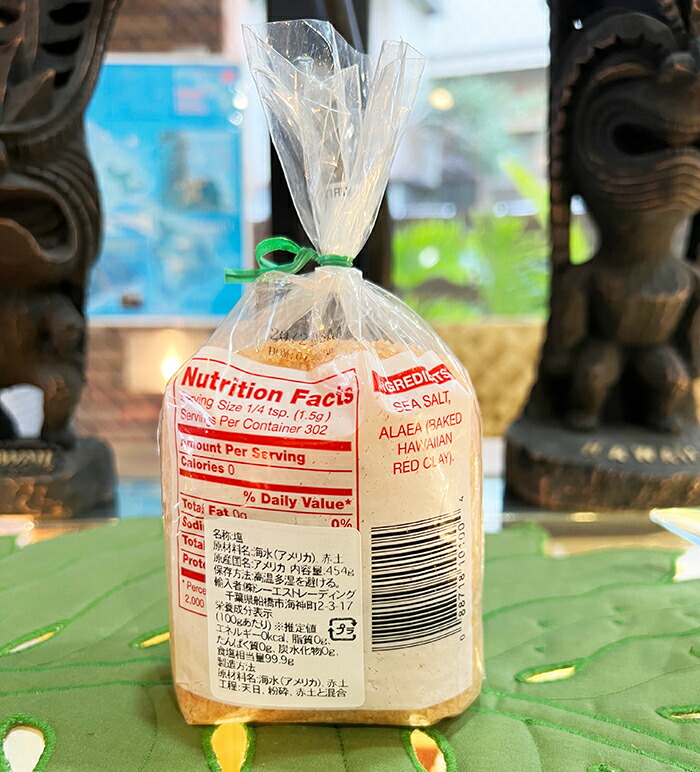 Nutrition Facts
Serving Size 1/4 tsp. (1.5g)
Servings Per Container 302
Amount Per Serving
Calories 0
% Daily Value*
Total Fat 0g 0%
Total
2,000
INGREDIENTS
SEA SALT,
ALAEA (BAKED
HAWAIIAN
RED CLAY).
名称:塩
原材料名:海水(アメリカ)、赤土
原産国名:アメリカ 内容量:454g
保存方法:高温多湿を避ける。
輸入者:㈱シーエストレーディング
千葉県船橋市海神町2-3-17
栄養成分表示
(100gあたり) ※推定値
エネルギー0kcal、脂質0g、
たんぱく質0g、炭水化物0g、
食塩相当量99.9g
製造方法
原材料名:海水(アメリカ)、赤土
工程:天日、粉砕、赤土と混合
プラ
HAWAII
HAWAII